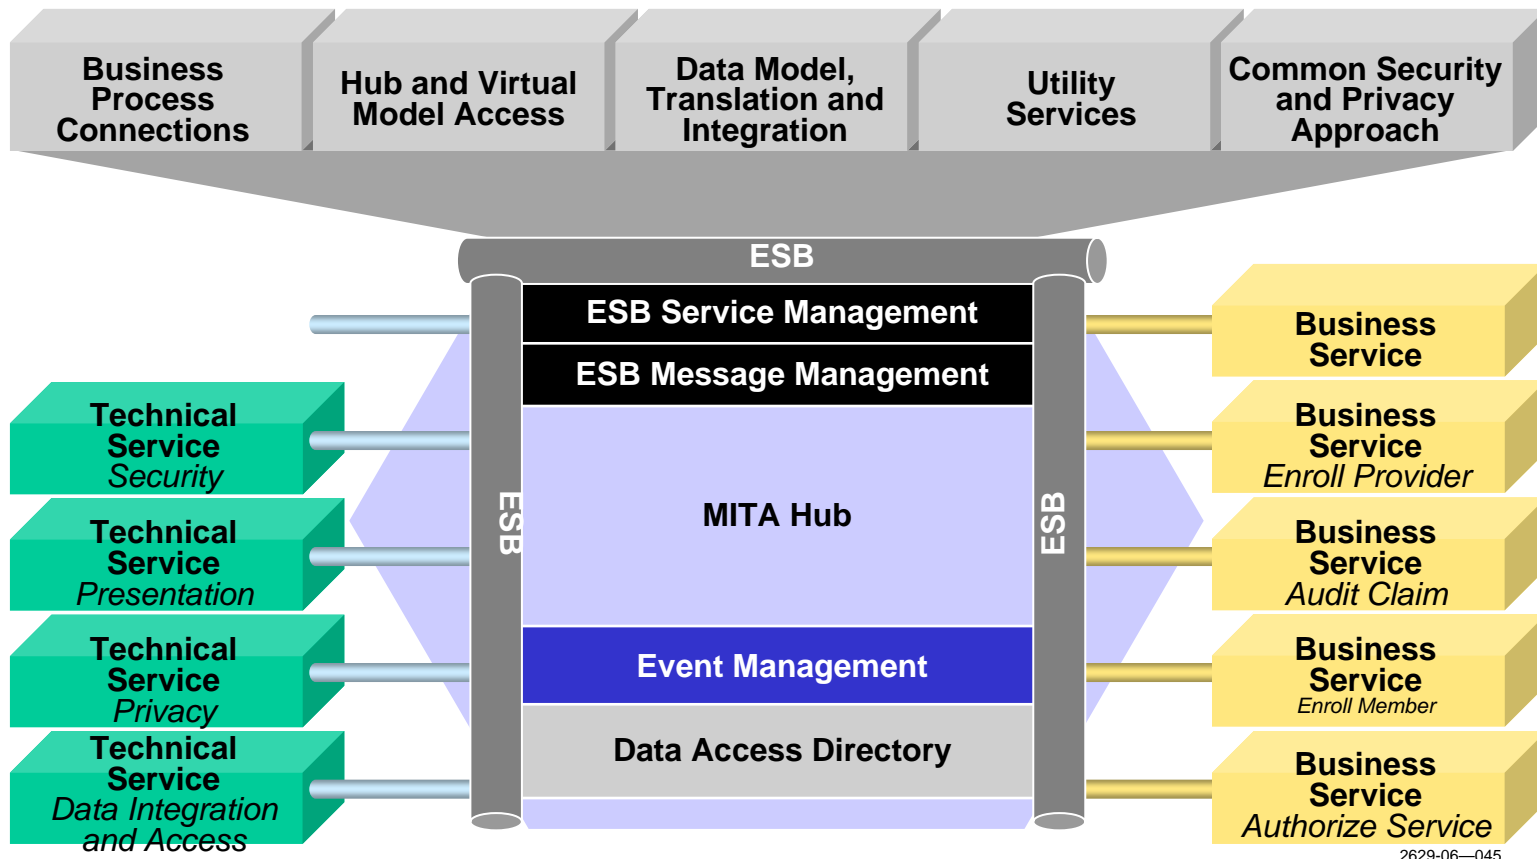 Business
Process
Connections
Hub and Virtual
Model Access
Data Model,
Translation and
Integration
Utility
Services
Common Security
and Privacy
Approach
ESB
ESB Service Management
ESB Message Management
MITA Hub
Event Management
Data Access Directory
ESB
ESB
Technical
Service
Security
Technical
Service
Presentation
Technical
Service
Privacy
Technical
Service
Data Integration
and Access
Business
Service
Business
Service
Enroll Provider
Business
Service
Audit Claim
Business
Service
Enroll Member
Business
Service
Authorize Service
2629-06—045